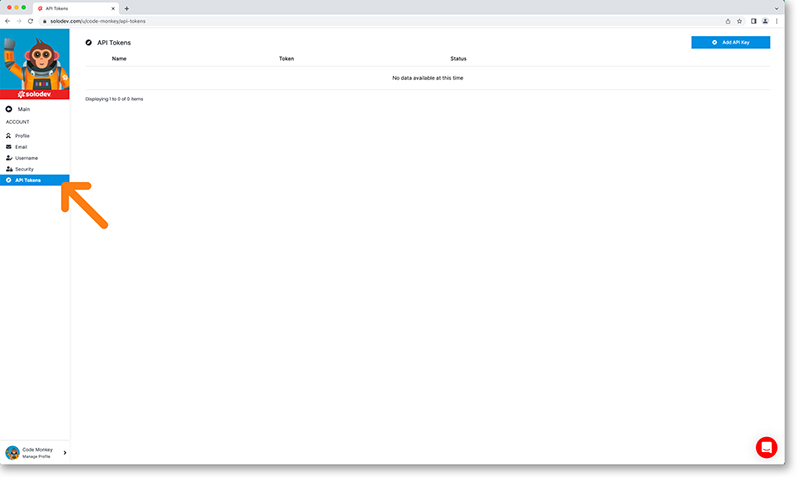 API Tokens
solodev.com/u/code-monkey/api-tokens
solodev
Main
ACCOUNT
Profile
Email
Username
Security
API Tokens
API Tokens
Add API Key
Name Token Status
No data available at this time
Displaying 1 to 0 of 0 items
Code Monkey
Manage Profile